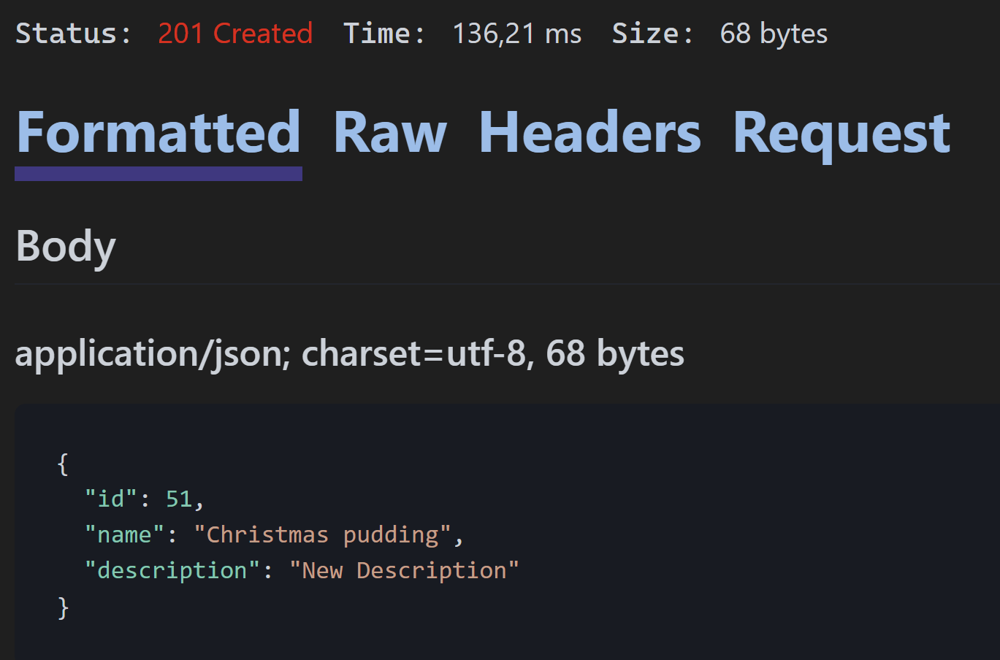 Status: 201 Created Time: 136,21 ms Size: 68 bytes
Formatted Raw Headers Request
Body
application/json; charset=utf-8, 68 bytes
{
  "id": 51,
  "name": "Christmas pudding",
  "description": "New Description"
}